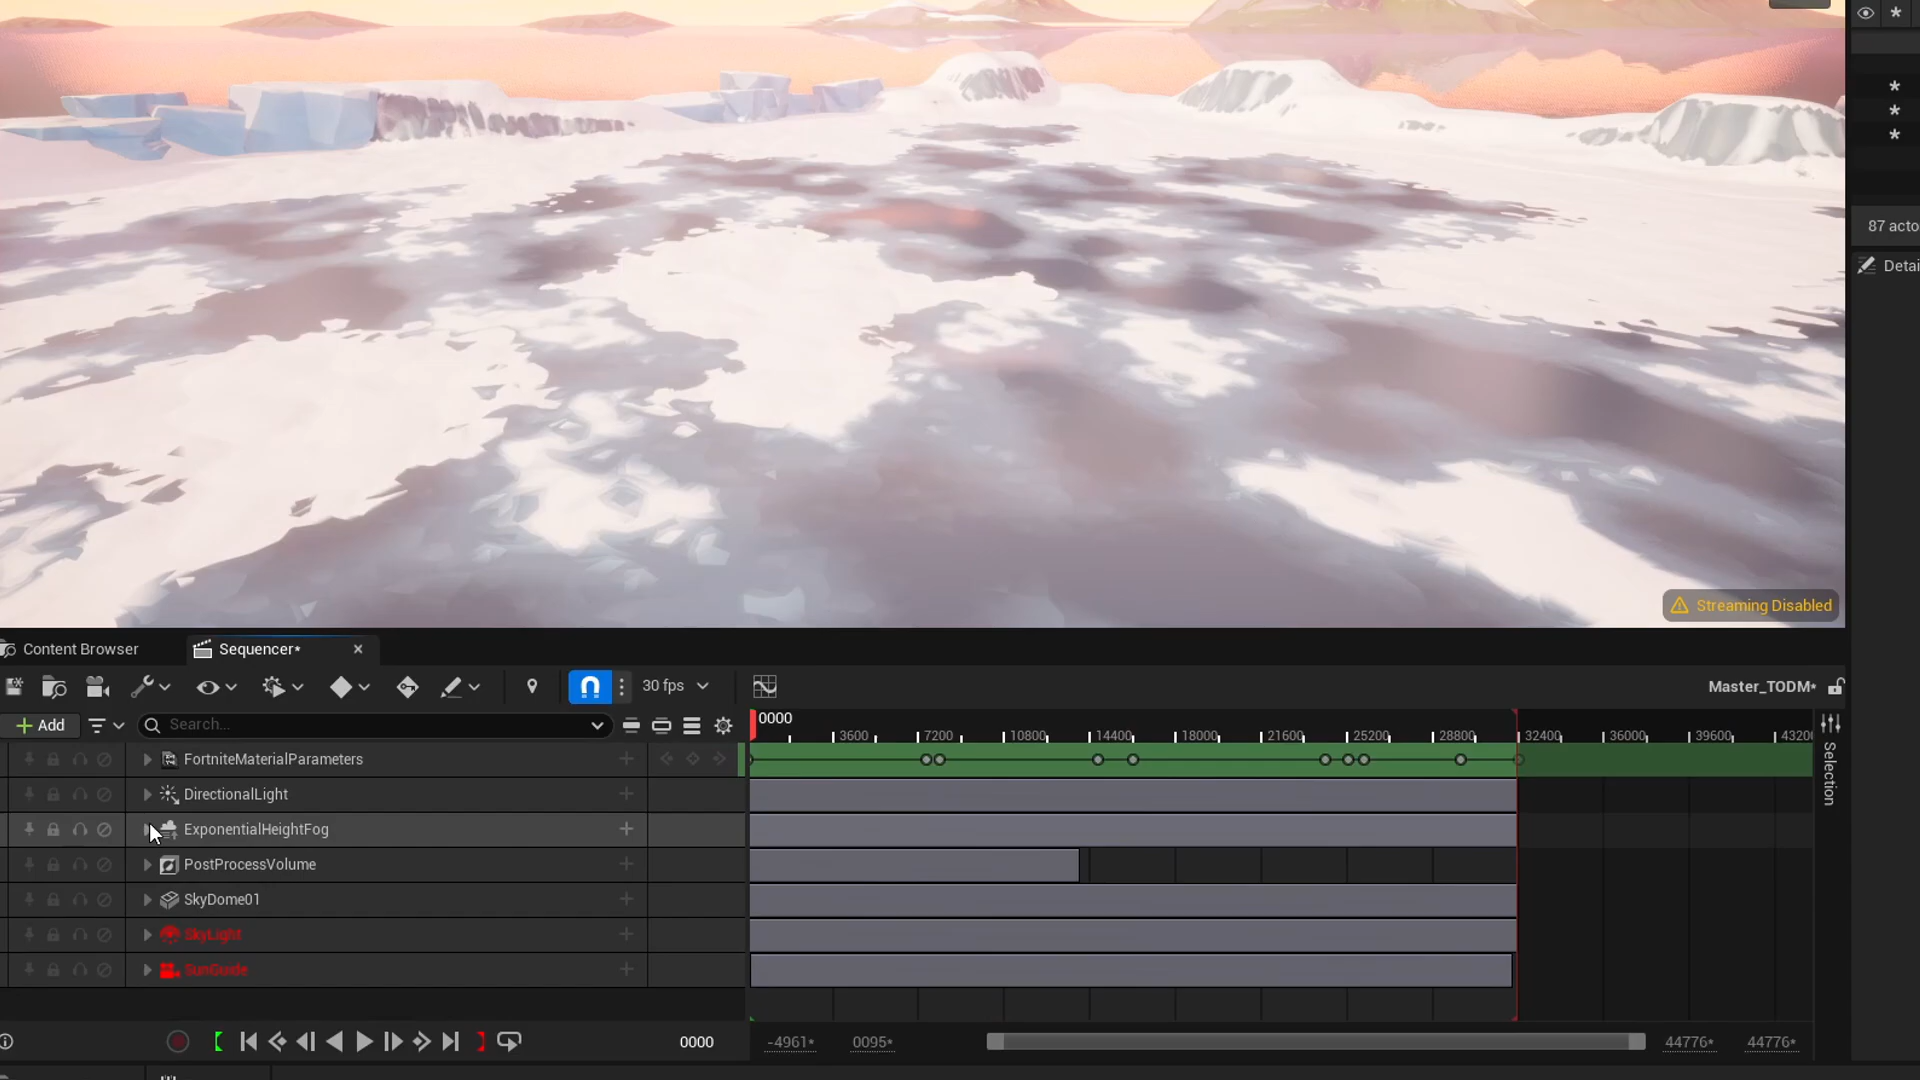 87 acto
Detai
Streaming Disabled
Content Browser
Sequencer*
30 fps
Master_TODM*
Add
Search...
0000
3600 7200 10800 14400 18000 21600 25200 28800 32400 36000 39600 43200
FortniteMaterialParameters
DirectionalLight
ExponentialHeightFog
PostProcessVolume
SkyDome01
SkyLight
SunGuide
Selection
0000
-4961*
0095*
44776*
44776*